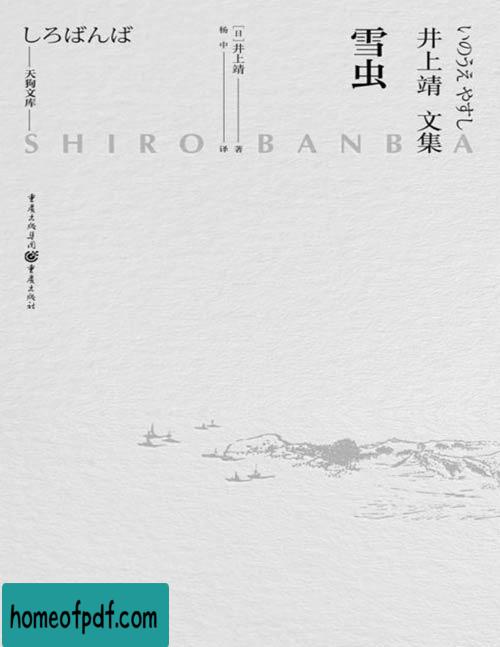 しろばんば
天狗文库
いのうえ やすし
井上靖 文集
雪虫
[日]井上靖 著
杨中 译
SHIROBANBA
重庆出版集团
重庆出版社
homeofpdf.com